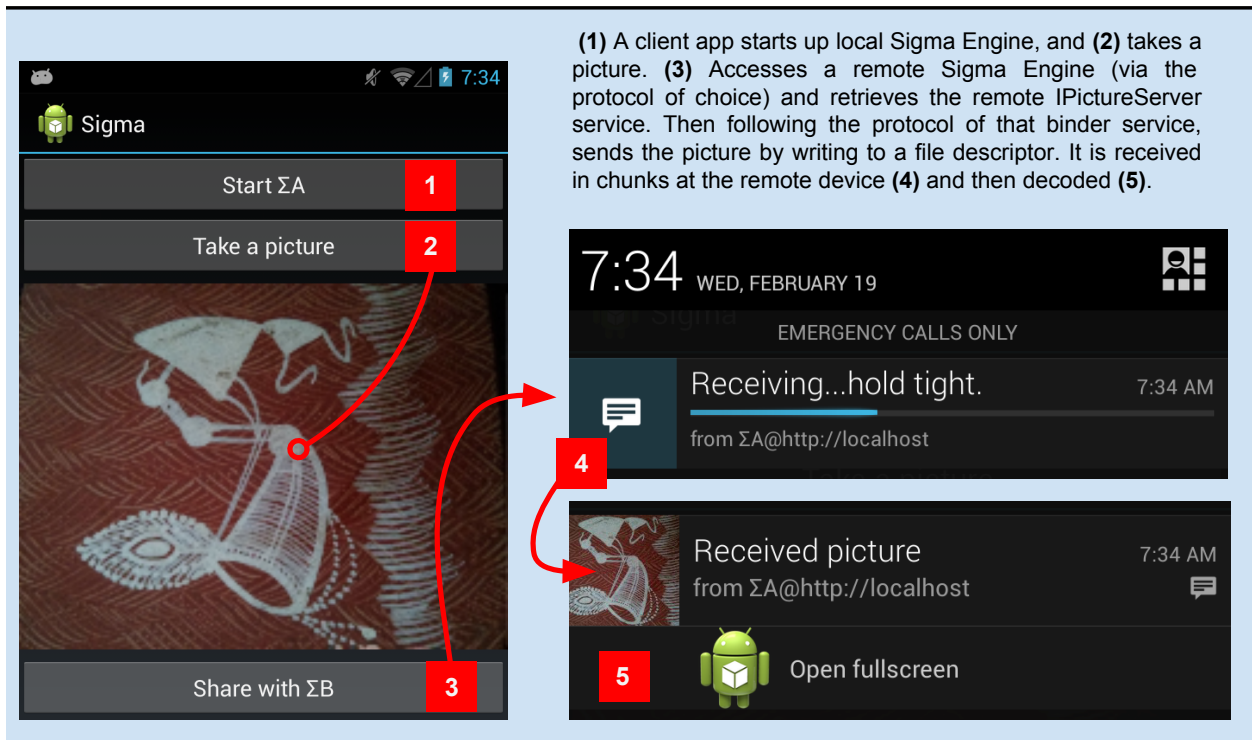 (1) A client app starts up local Sigma Engine, and (2) takes a
picture. (3) Accesses a remote Sigma Engine (via the
protocol of choice) and retrieves the remote IPictureServer
service. Then following the protocol of that binder service,
sends the picture by writing to a file descriptor. It is received
in chunks at the remote device (4) and then decoded (5).
7:34
Sigma
Start ΣA 1
Take a picture 2
Share with ΣB 3
7:34 WED, FEBRUARY 19
Sigma
EMERGENCY CALLS ONLY
Receiving...hold tight. 7:34 AM
from ΣA@http://localhost
4
Take a picture
Received picture 7:34 AM
from ΣA@http://localhost
5 Open fullscreen